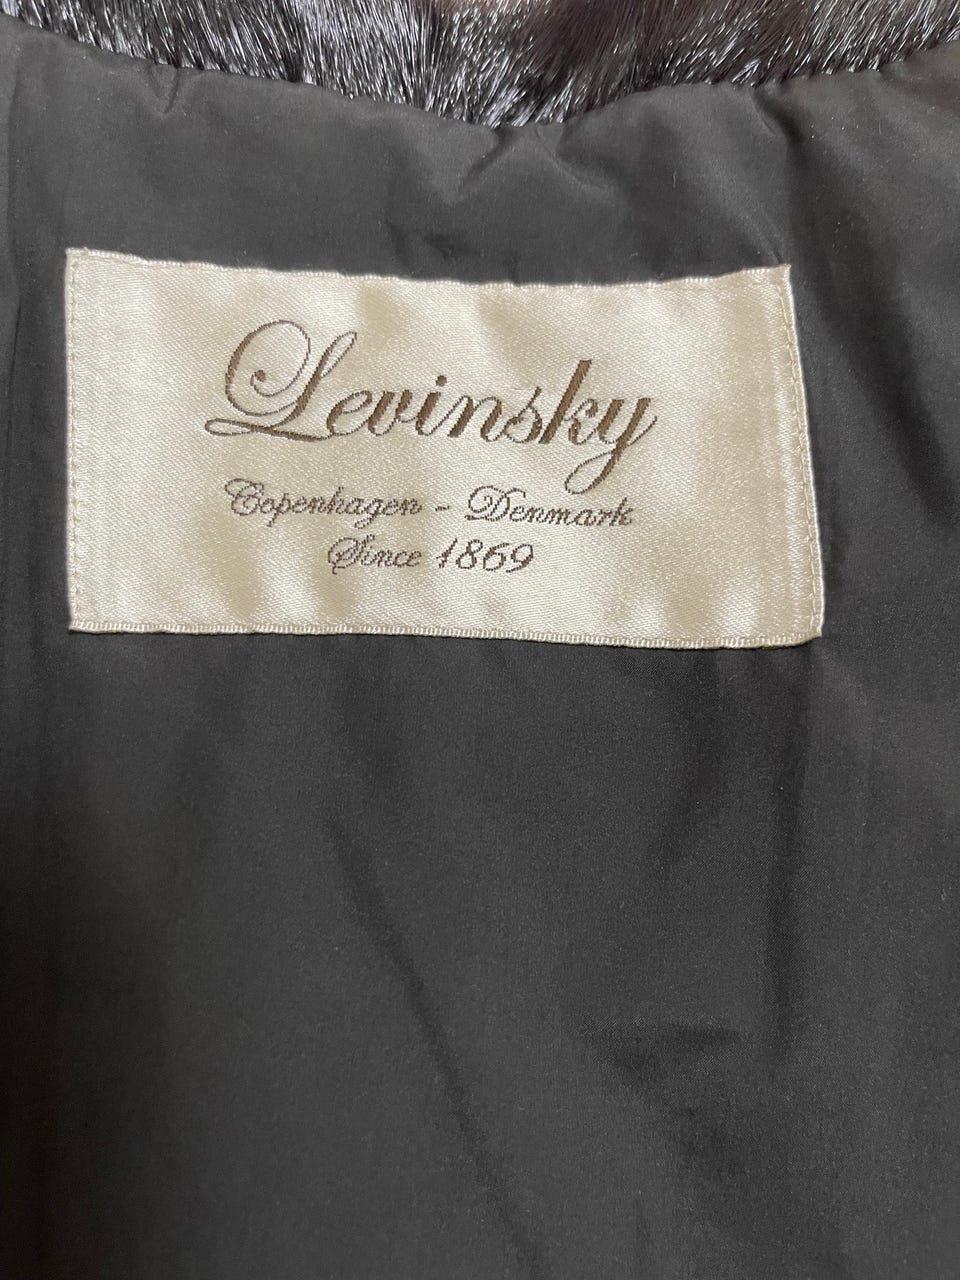 Levinsky
Copenhagen - Denmark
Since 1869